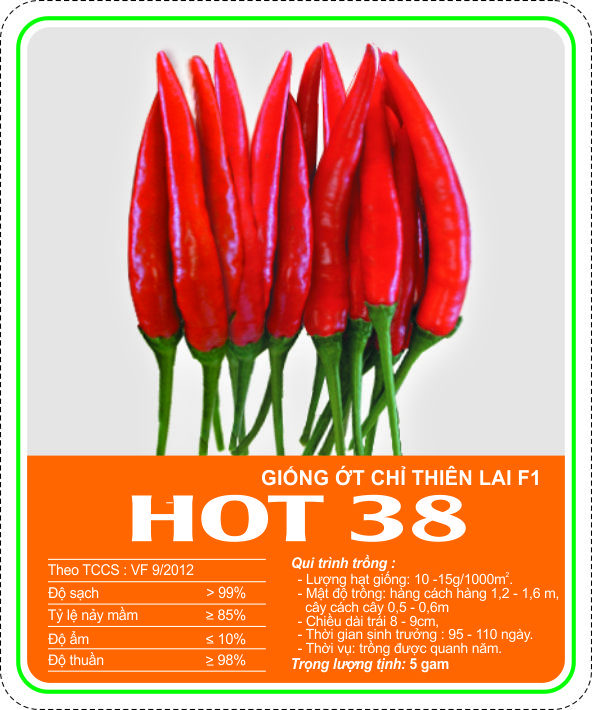 GIỐNG ỚT CHỈ THIÊN LAI F1
HOT 38
Theo TCCS : VF 9/2012
Độ sạch > 99%
Tỷ lệ nảy mầm ≥ 85%
Độ ẩm ≤ 10%
Độ thuần ≥ 98%
Qui trình trồng :
- Lượng hạt giống: 10 -15g/1000m².
- Mật độ trồng: hàng cách hàng 1,2 - 1,6 m,
cây cách cây 0,5 - 0,6m
- Chiều dài trái 8 - 9cm,
- Thời gian sinh trưởng : 95 - 110 ngày.
- Thời vụ: trồng được quanh năm.
Trọng lượng tịnh: 5 gam